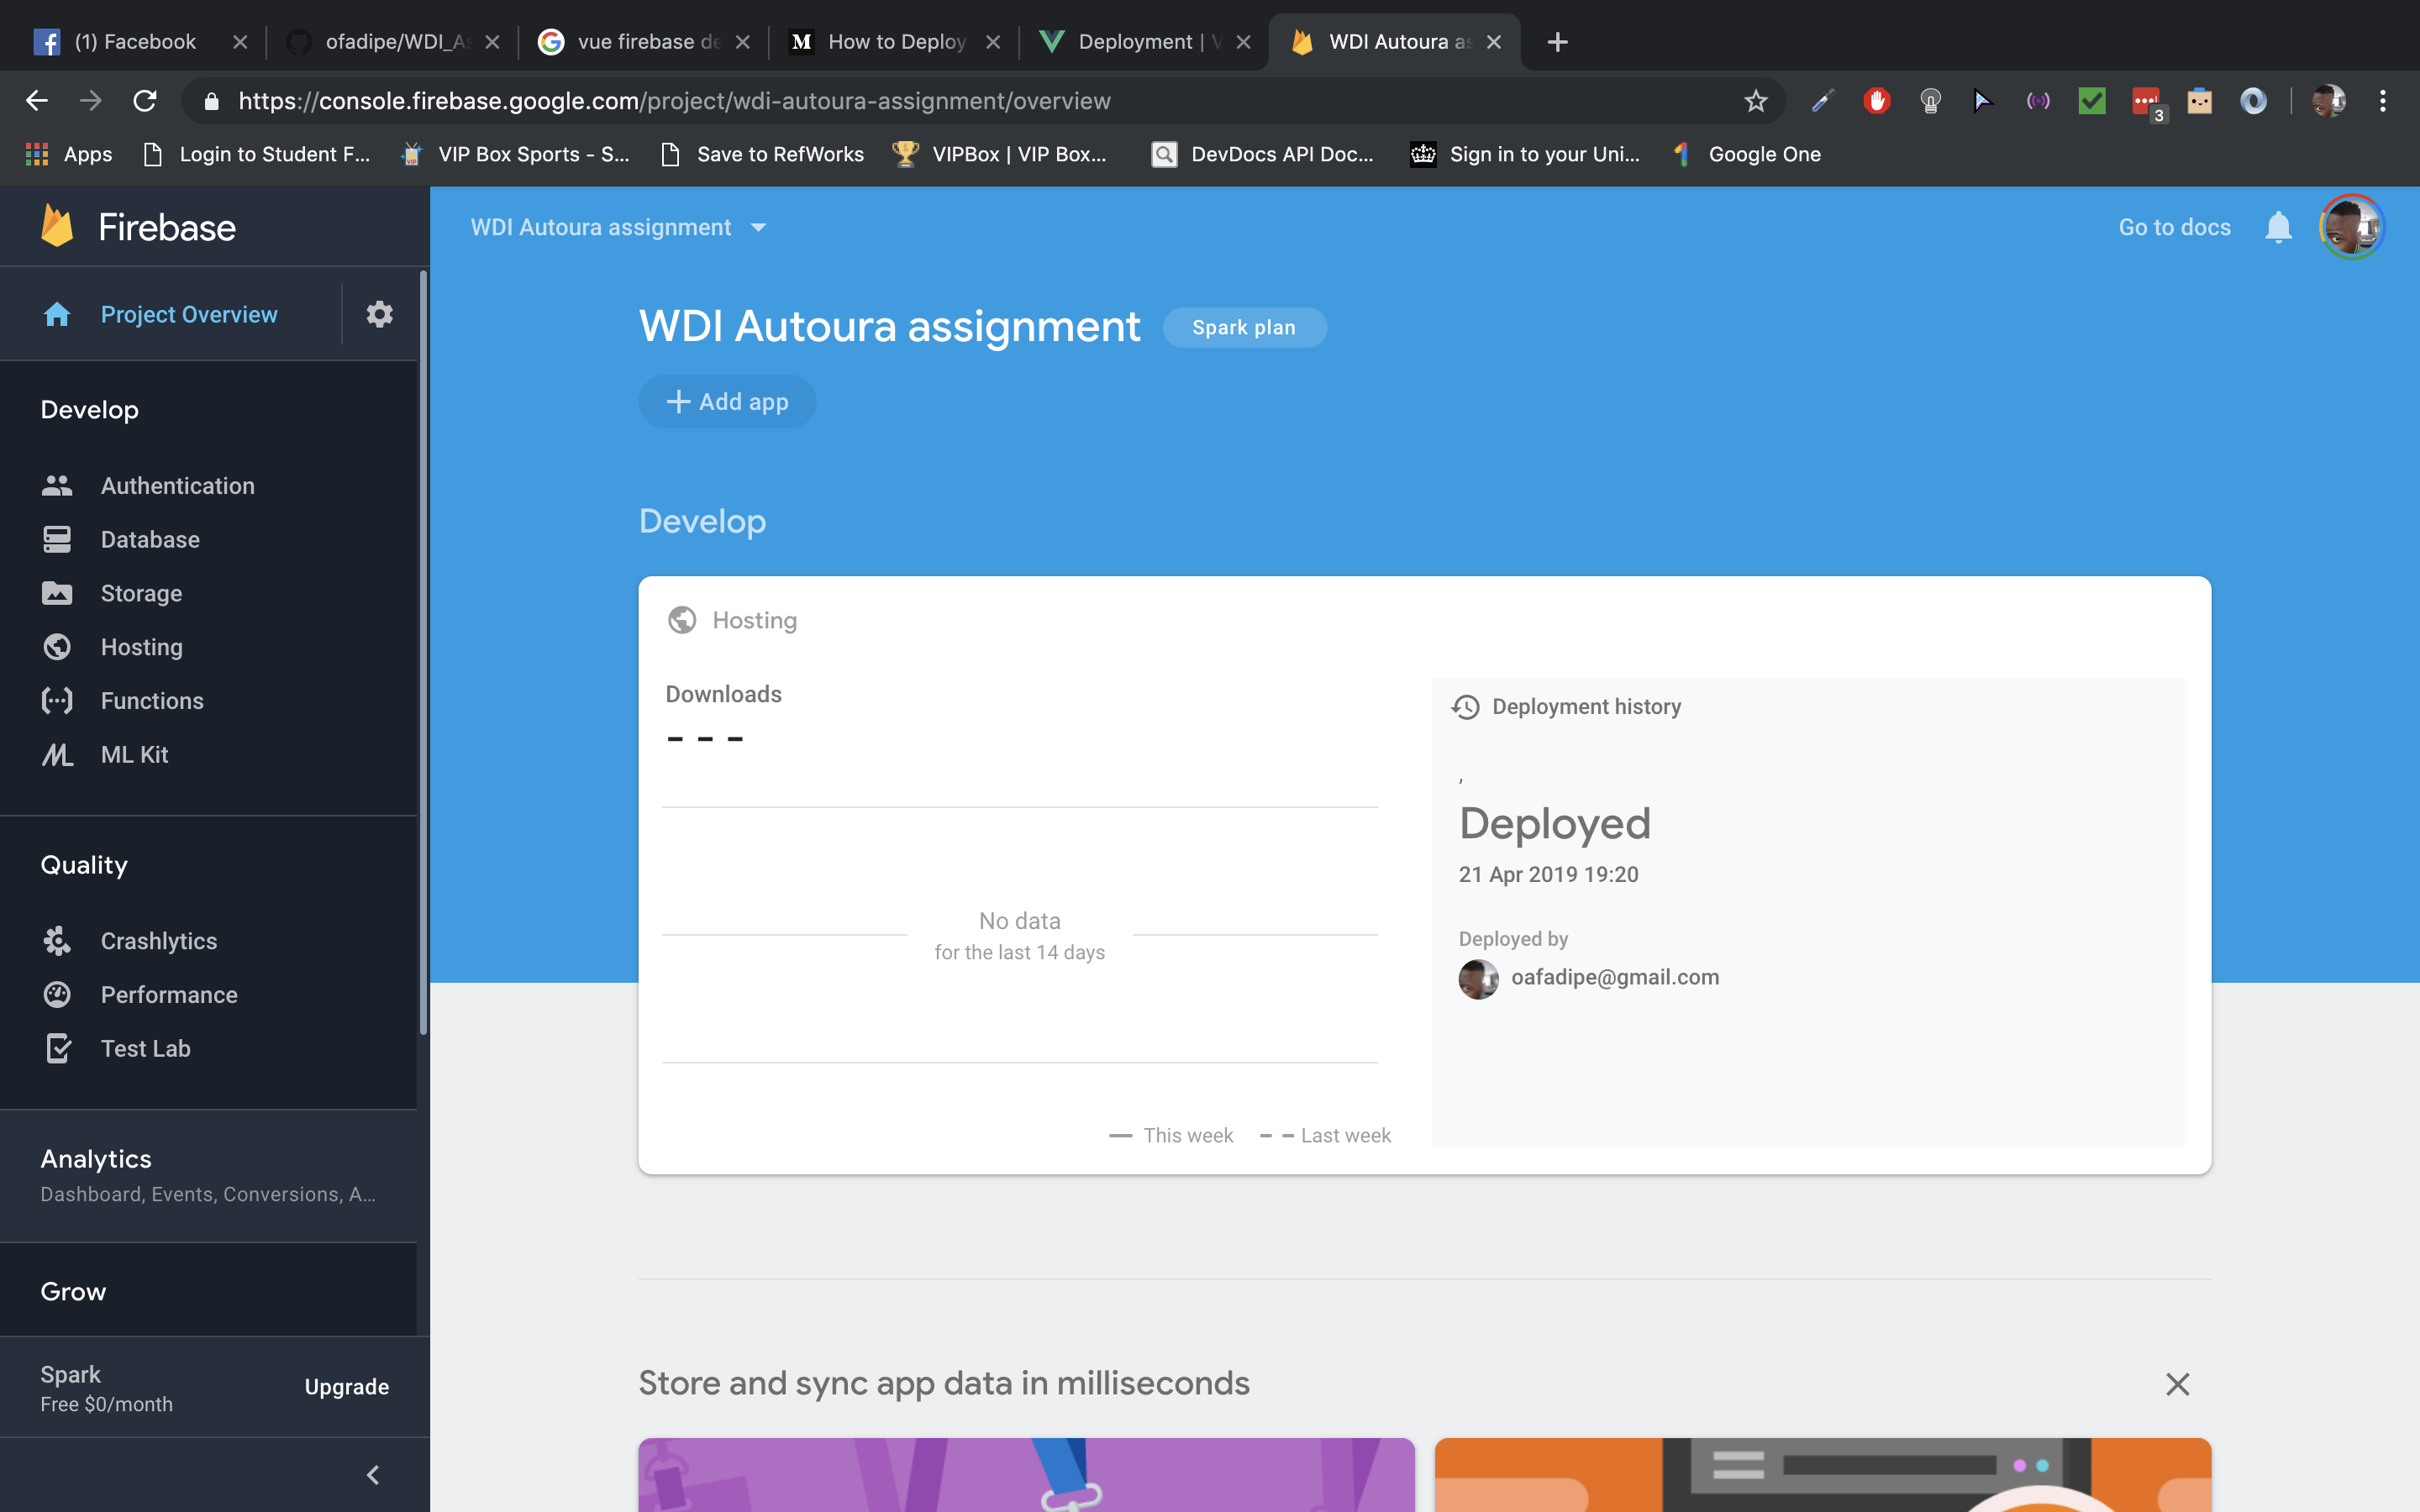 (1) Facebook
ofadipe/WDI_As
vue firebase de
M How to Deploy
Deployment | V
WDI Autoura as
https://console.firebase.google.com/project/wdi-autoura-assignment/overview
3
Apps
Login to Student F...
VIP Box Sports - S...
Save to RefWorks
VIPBox | VIP Box...
DevDocs API Doc...
Sign in to your Uni...
Google One
Firebase
WDI Autoura assignment
Go to docs
Project Overview
WDI Autoura assignment
Spark plan
Add app
Develop
Authentication
Database
Storage
Hosting
Functions
ML Kit
Quality
Crashlytics
Performance
Test Lab
Analytics
Dashboard, Events, Conversions, A...
Grow
Spark
Free $0/month
Upgrade
Develop
Hosting
Downloads
- - -
No data
for the last 14 days
This week
Last week
Deployment history
,
Deployed
21 Apr 2019 19:20
Deployed by
oafadipe@gmail.com
Store and sync app data in milliseconds